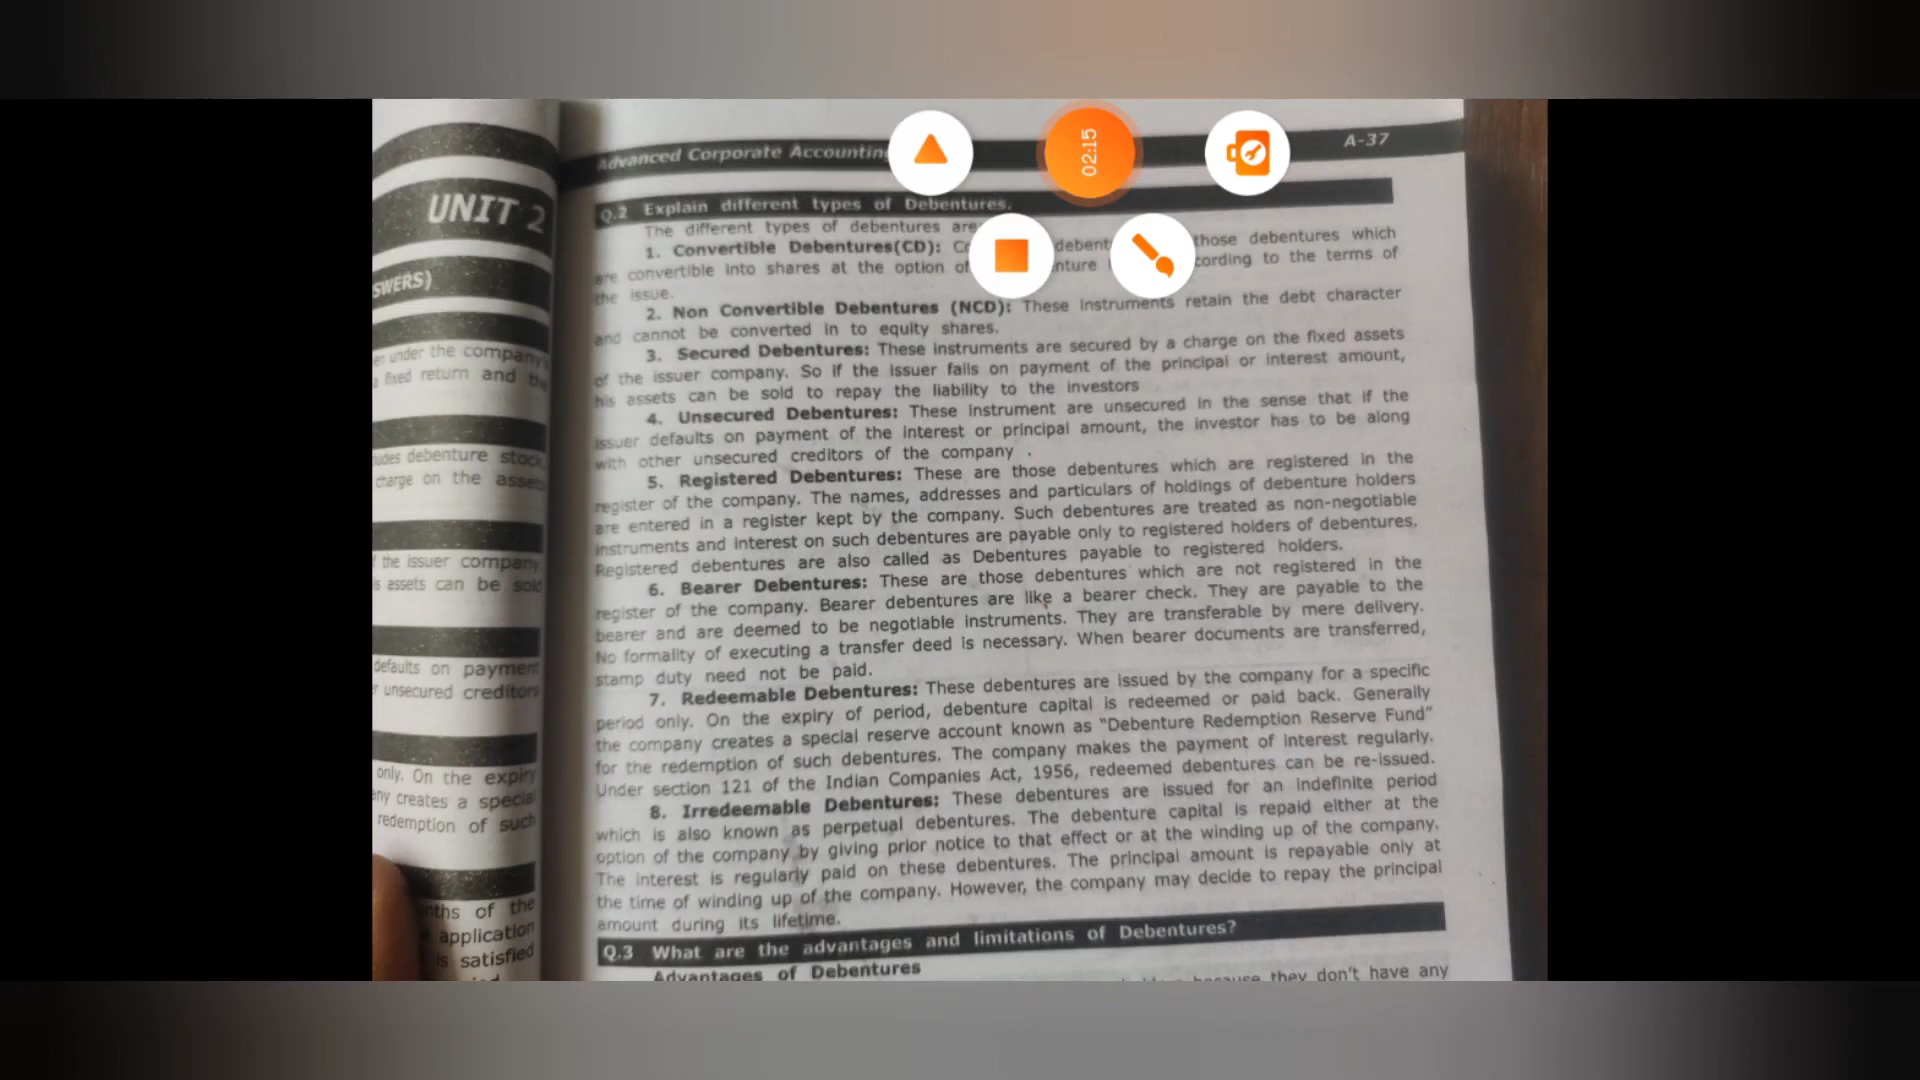 UNIT 2
SWERS)
en under the company's
a fixed return and the
udes debenture stock,
charge on the assets
f the issuer company.
is assets can be sold
defaults on payment
r unsecured creditors
only. On the expiry
any creates a special
redemption of such
nths of the
application
is satisfied
Advanced Corporate Accounting
A-37
02:15
Q.2 Explain different types of Debentures.
The different types of debentures are
1. Convertible Debentures(CD): debent those debentures which
are convertible into shares at the option of nture cording to the terms of
the issue.
2. Non Convertible Debentures (NCD): These instruments retain the debt character
and cannot be converted in to equity shares.
3. Secured Debentures: These instruments are secured by a charge on the fixed assets
of the issuer company. So if the issuer fails on payment of the principal or interest amount,
his assets can be sold to repay the liability to the investors
4. Unsecured Debentures: These instrument are unsecured in the sense that if the
issuer defaults on payment of the interest or principal amount, the investor has to be along
with other unsecured creditors of the company .
5. Registered Debentures: These are those debentures which are registered in the
register of the company. The names, addresses and particulars of holdings of debenture holders
are entered in a register kept by the company. Such debentures are treated as non-negotiable
instruments and interest on such debentures are payable only to registered holders of debentures.
Registered debentures are also called as Debentures payable to registered holders.
6. Bearer Debentures: These are those debentures which are not registered in the
register of the company. Bearer debentures are like a bearer check. They are payable to the
bearer and are deemed to be negotiable instruments. They are transferable by mere delivery.
No formality of executing a transfer deed is necessary. When bearer documents are transferred,
stamp duty need not be paid.
7. Redeemable Debentures: These debentures are issued by the company for a specific
period only. On the expiry of period, debenture capital is redeemed or paid back. Generally
the company creates a special reserve account known as "Debenture Redemption Reserve Fund"
for the redemption of such debentures. The company makes the payment of interest regularly.
Under section 121 of the Indian Companies Act, 1956, redeemed debentures can be re-issued.
8. Irredeemable Debentures: These debentures are issued for an indefinite period
which is also known as perpetual debentures. The debenture capital is repaid either at the
option of the company by giving prior notice to that effect or at the winding up of the company.
The interest is regularly paid on these debentures. The principal amount is repayable only at
the time of winding up of the company. However, the company may decide to repay the principal
amount during its lifetime.
Q.3 What are the advantages and limitations of Debentures?
Advantages of Debentures
because they don't have any